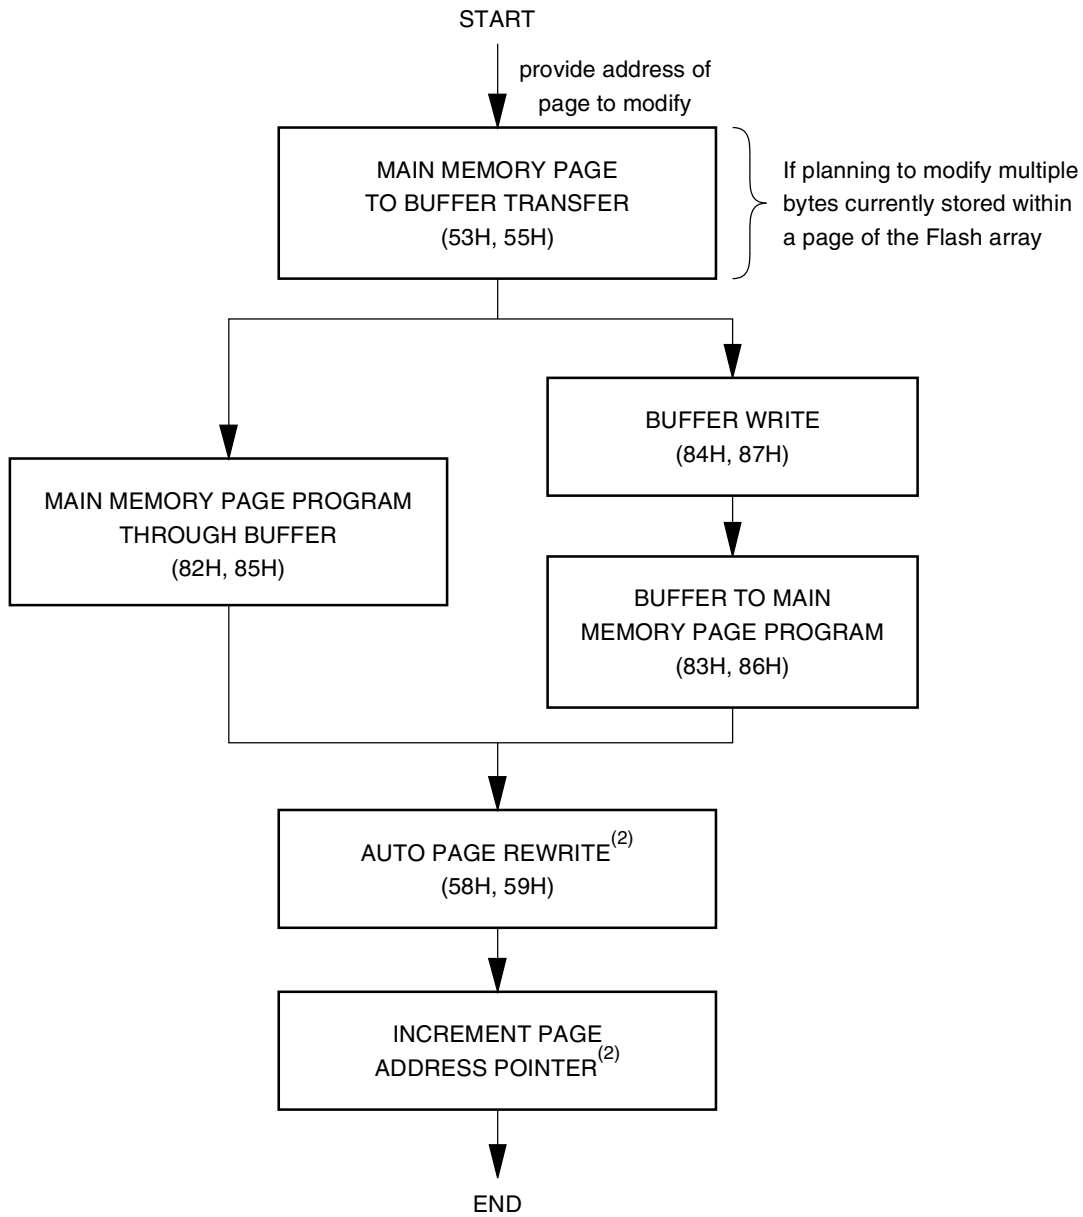 START
provide address of
page to modify
MAIN MEMORY PAGE
TO BUFFER TRANSFER
(53H, 55H)
If planning to modify multiple
bytes currently stored within
a page of the Flash array
MAIN MEMORY PAGE PROGRAM
THROUGH BUFFER
(82H, 85H)
BUFFER WRITE
(84H, 87H)
BUFFER TO MAIN
MEMORY PAGE PROGRAM
(83H, 86H)
AUTO PAGE REWRITE(2)
(58H, 59H)
INCREMENT PAGE
ADDRESS POINTER(2)
END